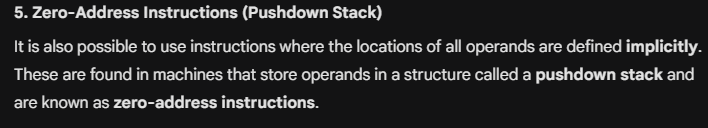 5. Zero-Address Instructions (Pushdown Stack)
It is also possible to use instructions where the locations of all operands are defined implicitly.
These are found in machines that store operands in a structure called a pushdown stack and
are known as zero-address instructions.